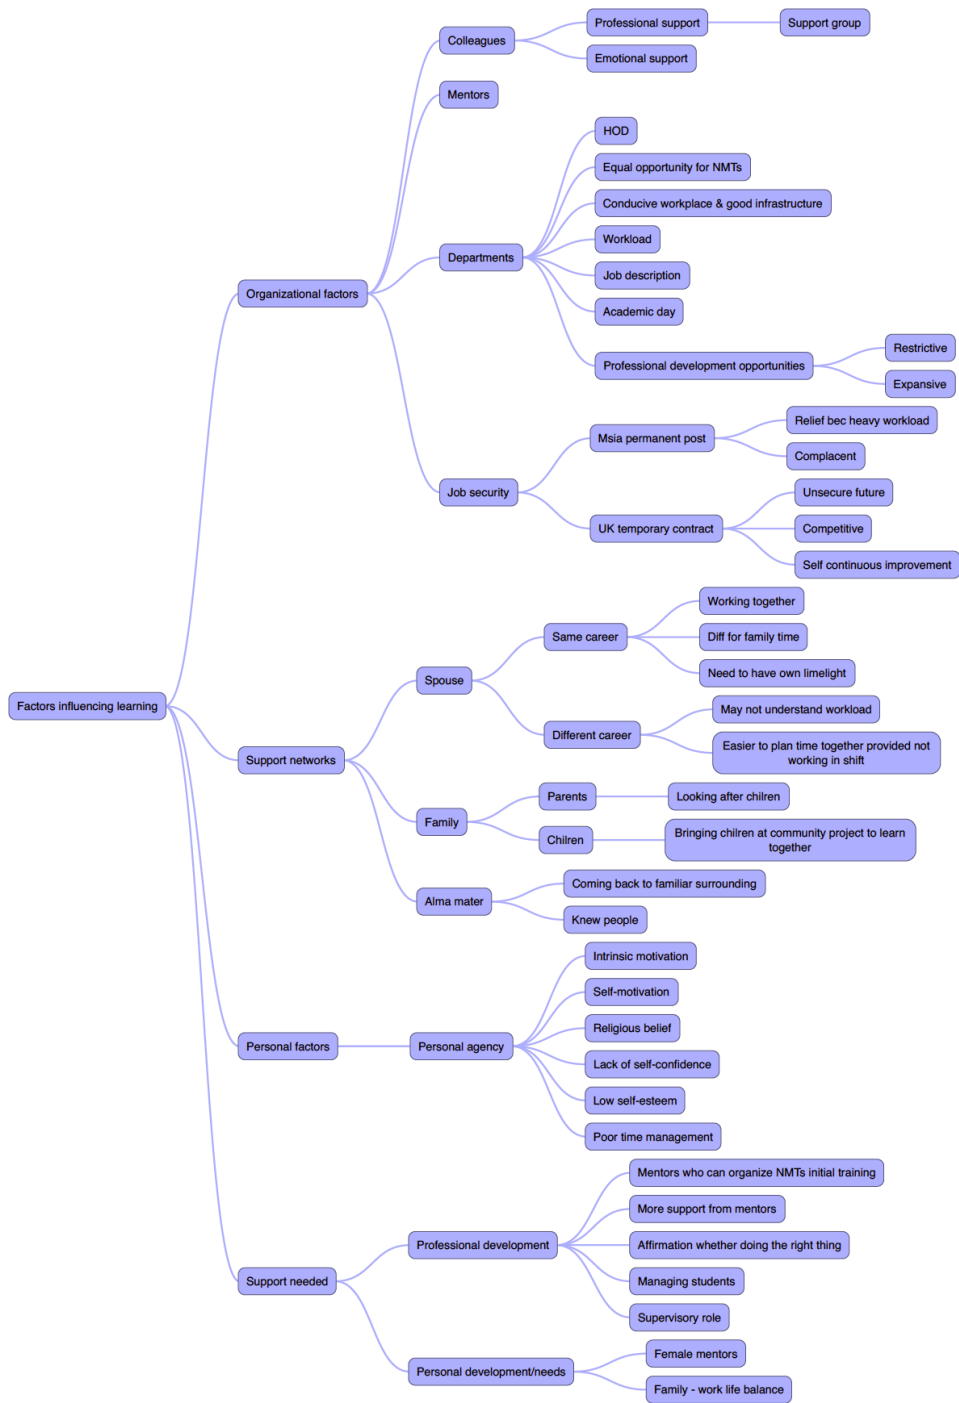 Professional support
Support group
Colleagues
Emotional support
Mentors
HOD
Equal opportunity for NMTs
Conducive workplace & good infrastructure
Workload
Departments
Job description
Organizational factors
Academic day
Restrictive
Professional development opportunities
Expansive
Relief bec heavy workload
Msia permanent post
Complacent
Job security
Unsecure future
UK temporary contract
Competitive
Self continuous improvement
Working together
Same career
Diff for family time
Need to have own limelight
Spouse
Factors influencing learning
May not understand workload
Different career
Easier to plan time together provided not
working in shift
Support networks
Parents
Looking after chilren
Family
Chilren
Bringing chilren at community project to learn
together
Coming back to familiar surrounding
Alma mater
Knew people
Intrinsic motivation
Self-motivation
Religious belief
Personal factors
Personal agency
Lack of self-confidence
Low self-esteem
Poor time management
Mentors who can organize NMTs initial training
More support from mentors
Professional development
Affirmation whether doing the right thing
Support needed
Managing students
Supervisory role
Female mentors
Personal development/needs
Family - work life balance